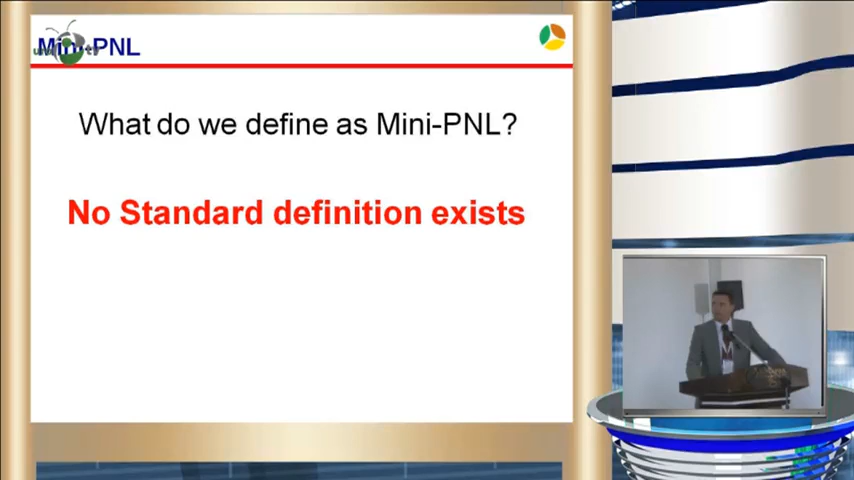 Mini-PNL
What do we define as Mini-PNL?
No Standard definition exists